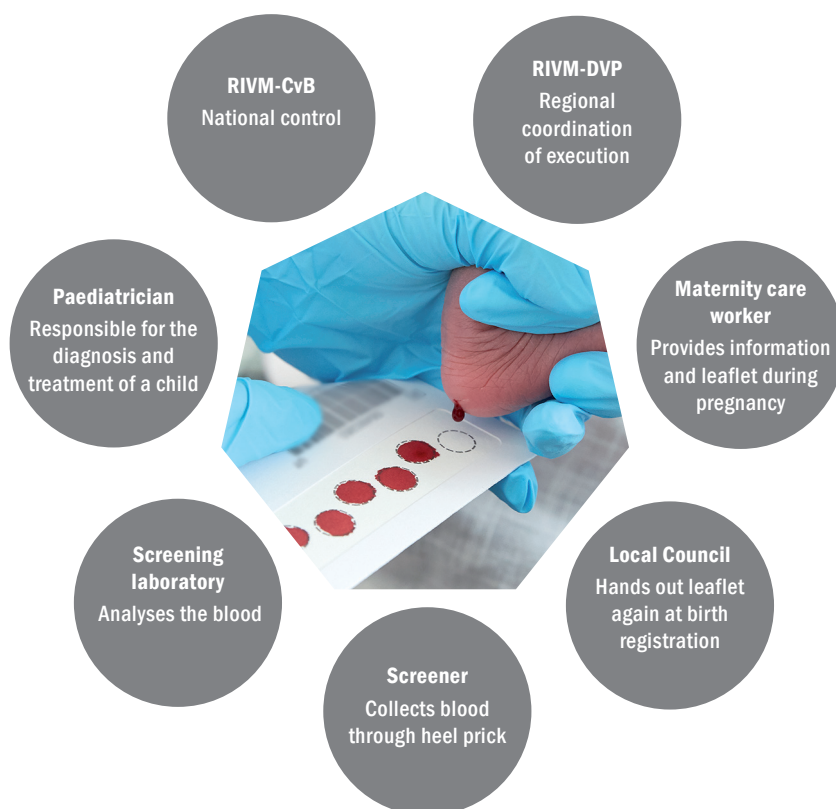 RIVM-CvB
National control
RIVM-DVP
Regional
coordination
of execution
Paediatrician
Responsible for the
diagnosis and
treatment of a child
Maternity care
worker
Provides information
and leaflet during
pregnancy
Screening
laboratory
Analyses the blood
Local Council
Hands out leaflet
again at birth
registration
Screener
Collects blood
through heel prick